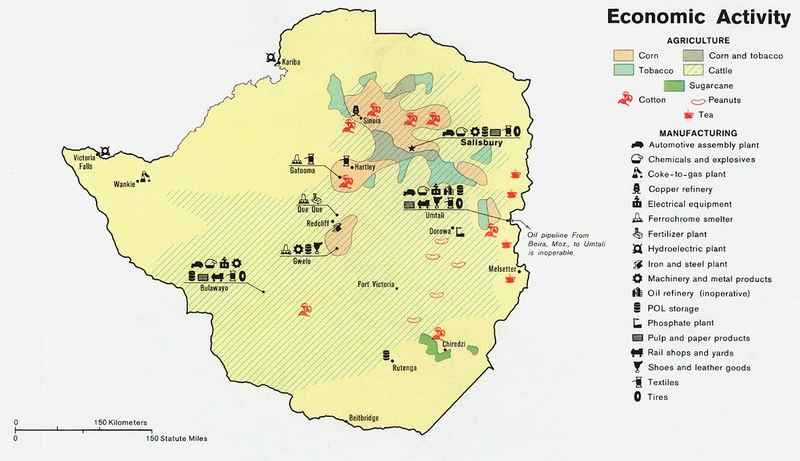 Economic Activity
AGRICULTURE
Corn
Corn and tobacco
Tobacco
Cattle
Sugarcane
Cotton
Peanuts
Tea
MANUFACTURING
Automotive assembly plant
Chemicals and explosives
Coke-to-gas plant
Copper refinery
Electrical equipment
Ferrochrome smelter
Fertilizer plant
Hydroelectric plant
Iron and steel plant
Machinery and metal products
Oil refinery (inoperative)
POL storage
Phosphate plant
Pulp and paper products
Rail shops and yards
Shoes and leather goods
Textiles
Tires
Kariba
Sinoia
Salisbury
Victoria
Falls
Wankie
Gatooma
Hartley
Que Que
Redcliff
Umtali
Dorowa
Oil pipeline From
Beira, Moz., to Umtali
is inoperable.
Gwelo
Melsetter
Bulawayo
Fort Victoria
Chiredzi
Rutenga
Beitbridge
0 150 Kilometers
0 150 Statute Miles